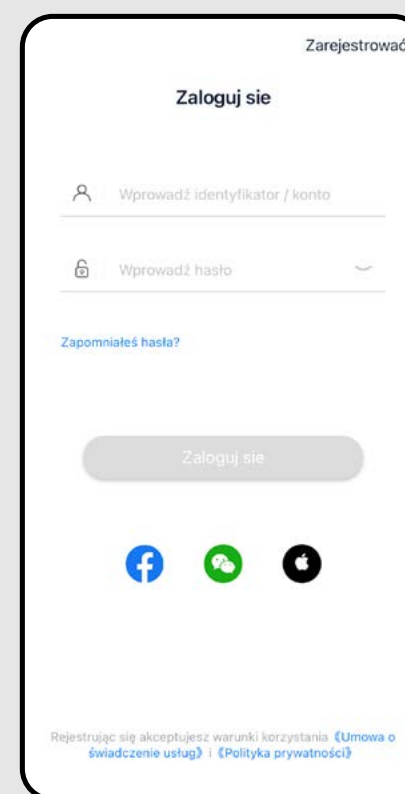 Zarejestrować
Zaloguj sie
Wprowadź identyfikator / konto
Wprowadź hasło
Zapomniałeś hasła?
Zaloguj sie
Rejestrując się akceptujesz warunki korzystania 《Umowa o
świadczenie usług》 i 《Polityka prywatności》